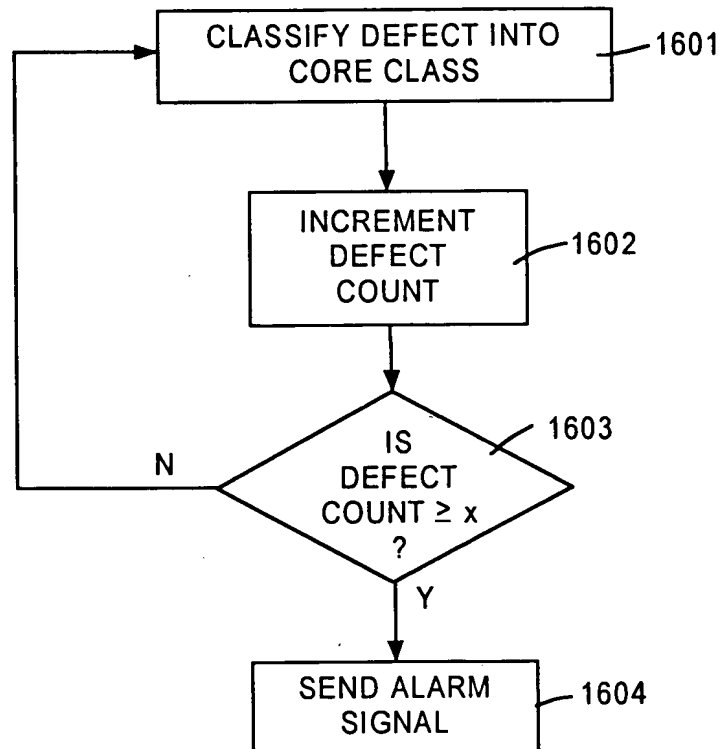 CLASSIFY DEFECT INTO
CORE CLASS
1601
INCREMENT
DEFECT
COUNT
1602
IS
DEFECT
COUNT ≥ x
?
1603
N
Y
SEND ALARM
SIGNAL
1604